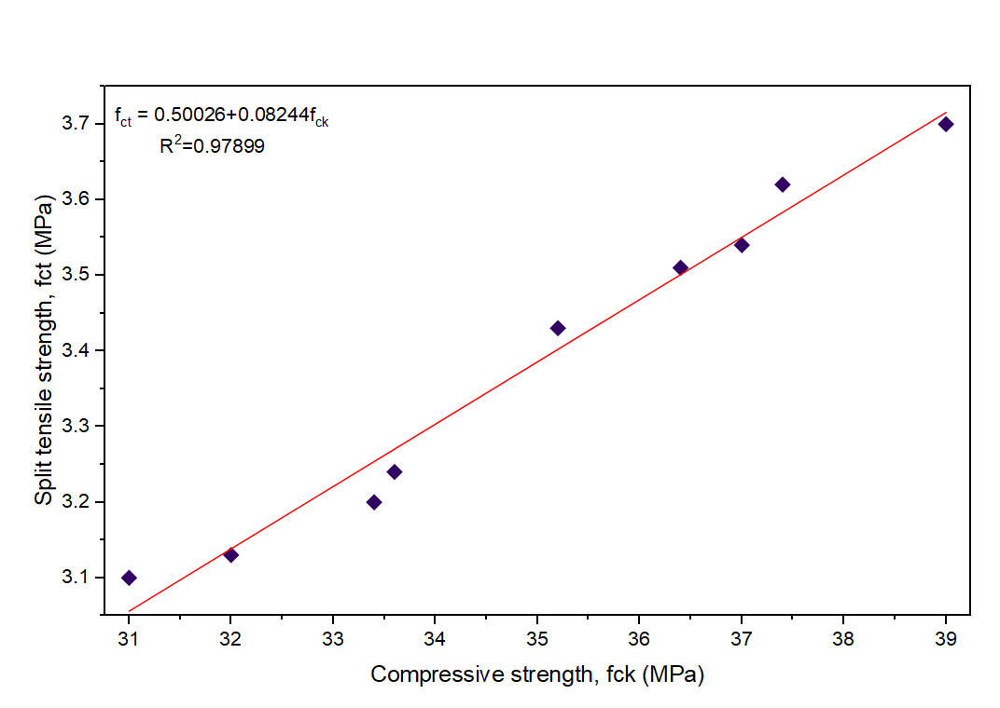 f_ct = 0.50026+0.08244f_ck
R²=0.97899
Split tensile strength, fct (MPa)
3.7
3.6
3.5
3.4
3.3
3.2
3.1
31 32 33 34 35 36 37 38 39
Compressive strength, fck (MPa)